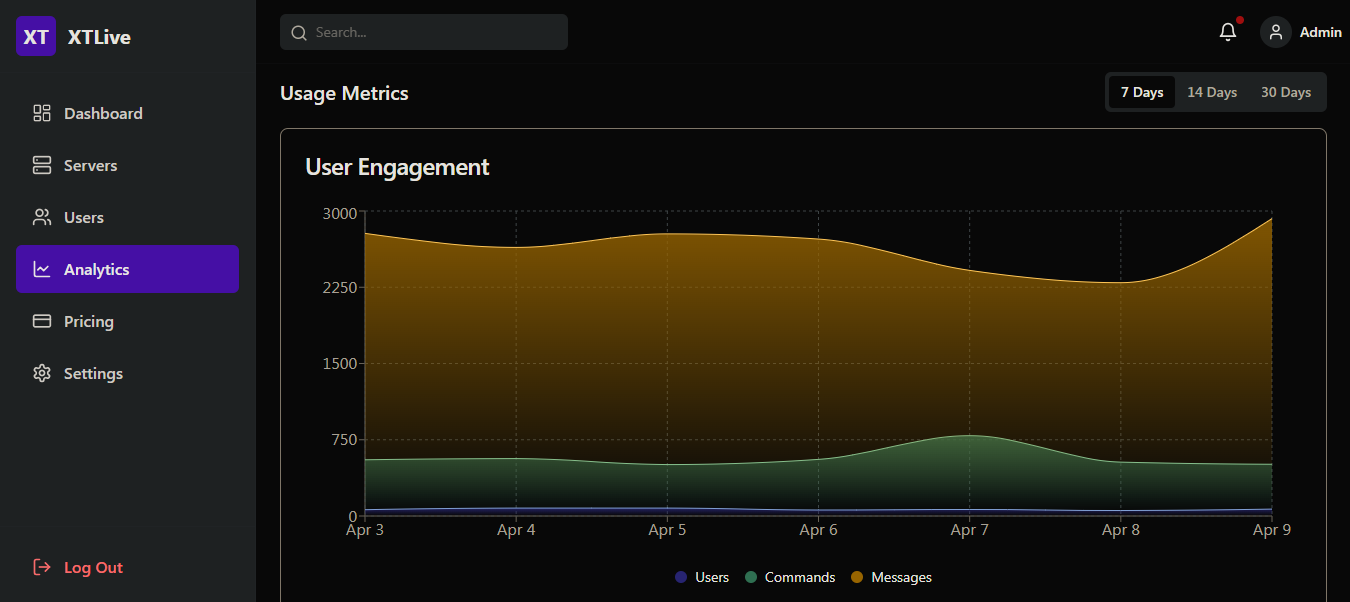 XT XTLive
Search...
Admin
Dashboard
Servers
Users
Analytics
Pricing
Settings
Log Out
Usage Metrics
7 Days 14 Days 30 Days
User Engagement
3000
2250
1500
750
0
Apr 3 Apr 4 Apr 5 Apr 6 Apr 7 Apr 8 Apr 9
Users Commands Messages